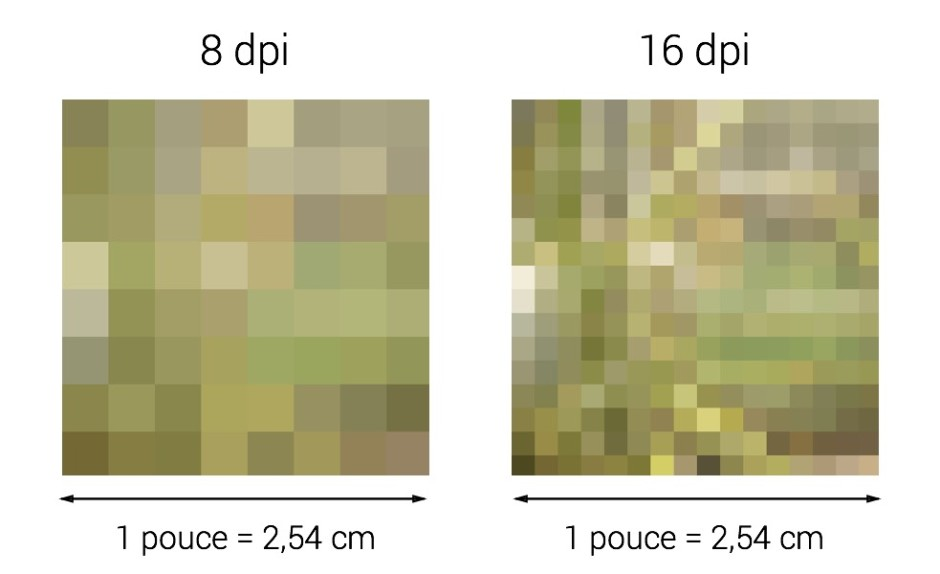 8 dpi
16 dpi
1 pouce = 2,54 cm
1 pouce = 2,54 cm